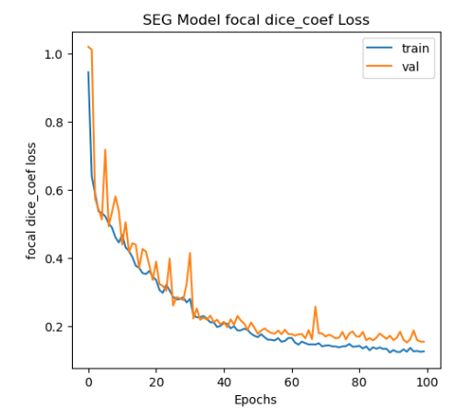 SEG Model focal dice_coef Loss
train
val
1.0
0.8
0.6
0.4
0.2
focal dice_coef loss
0 20 40 60 80 100
Epochs